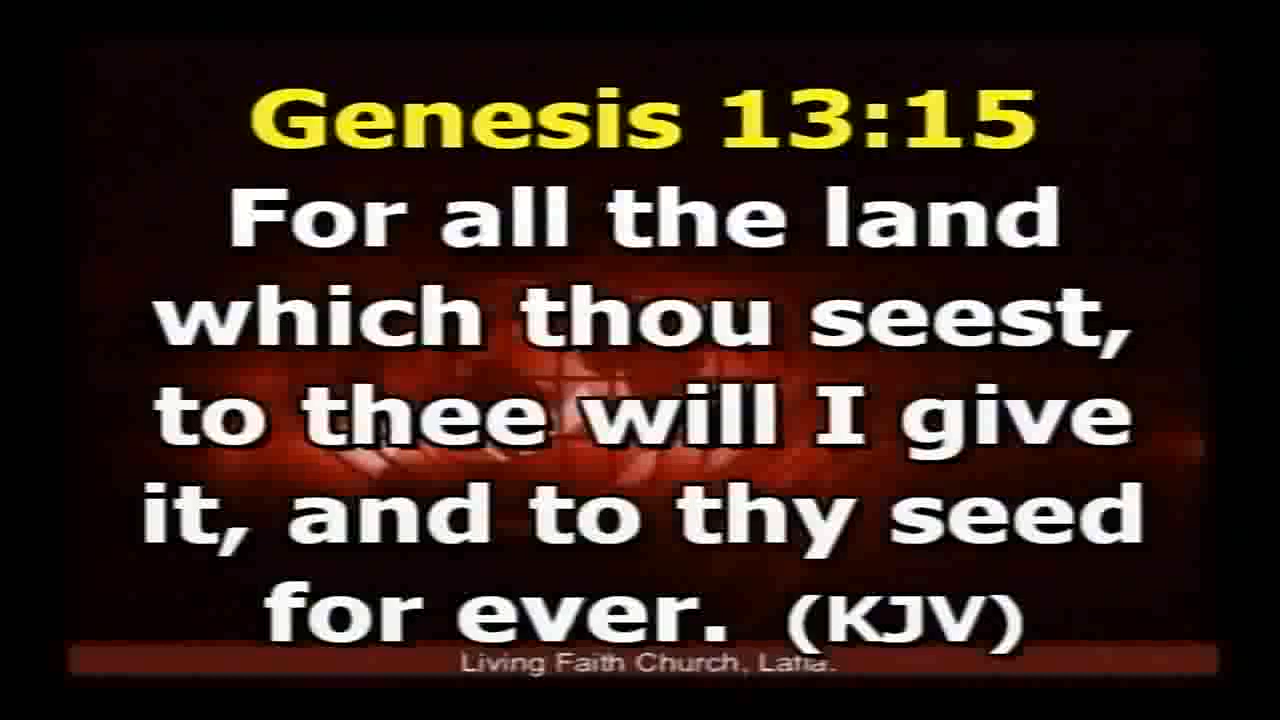 Genesis 13:15
For all the land
which thou seest,
to thee will I give
it, and to thy seed
for ever. (KJV)
Living Faith Church, Lafia.